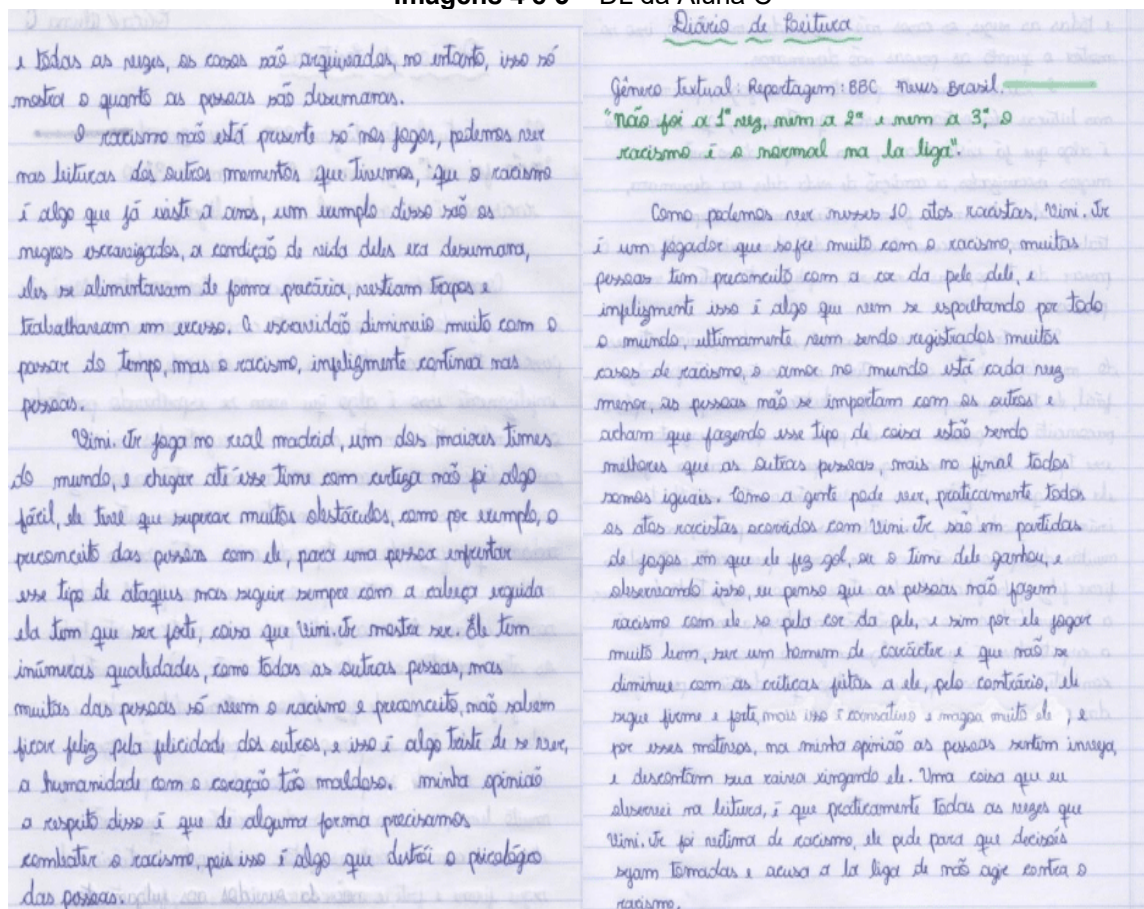 Imagens 4 e 5 – DL da Aluna C
e todas as vezes, os casos são arquivados, no entanto, isso só
mostra o quanto as pessoas são desumanas.
O racismo não está presente só nos jogos, podemos ver
nas leituras dos outros momentos que tivemos, que o racismo
é algo que já existe a anos, um exemplo disso são os
negros escravizados, a condição de vida deles era desumana,
eles se alimentavam de forma precária, vestiam trapos e
trabalhavam em excesso. A escravidão diminuio muito com o
passar do tempo, mas o racismo, infelizmente continua nas
pessoas.
Vini. Jr joga no real madrid, um dos maiores times
do mundo, e chegar até esse time com certeza não foi algo
fácil, ele teve que superar muitos obstáculos, como por exemplo, o
preconceito das pessoas com ele, para uma pessoa enfrentar
esse tipo de ataques mas seguir sempre com a cabeça erguida
ela tem que ser forte, coisa que Vini. Jr mostra ser. Ele tem
inúmeras qualidades, como todas as outras pessoas, mas
muitas das pessoas só veem o racismo e preconceito, não sabem
ficar feliz pela felicidade dos outros, e isso é algo triste de se ver,
a humanidade com o coração tão maldoso. minha opinião
a respeito disso é que de alguma forma precisamos
combater o racismo, pois isso é algo que destrói o psicológico
das pessoas.
Diário de Leitura
Gênero textual: Reportagem: BBC News Brasil.
"não foi a 1ª vez, nem a 2ª e nem a 3ª, o
racismo é o normal na la liga".
Como podemos ver nesses 10 atos racistas, Vini. Jr
é um jogador que sofre muito com o racismo, muitas
pessoas tem preconceito com a cor da pele dele, e
infelizmente isso é algo que vem se espalhando por todo
o mundo, ultimamente vem sendo registrados muitos
casos de racismo, o amor no mundo está cada vez
menor, as pessoas não se importam com os outros e
acham que fazendo esse tipo de coisa estão sendo
melhores que as outras pessoas, mais no final todos
somos iguais. Como a gente pode ver, praticamente todos
os atos racistas, ocorridos com Vini. Jr são em partidas
de jogos em que ele fez gol, ou o time dele ganhou, e
observando isso, eu penso que as pessoas não fazem
racismo com ele so pela cor da pele, e sim por ele jogar
muito bem, ser um homem de carácter e que não se
diminue com as criticas feitas a ele, pelo contrário, ele
segue firme e forte, mais isso é cansativo e magoa muito ele, e
por esses motivos, na minha opinião as pessoas sentem inveja,
e descontam sua raiva xingando ele. Uma coisa que eu
observei na leitura, é que praticamente todas as vezes que
Vini. Jr foi vitima de racismo, ele pede para que decisões
sejam tomadas e acusa a la liga de não agir contra o
racismo.